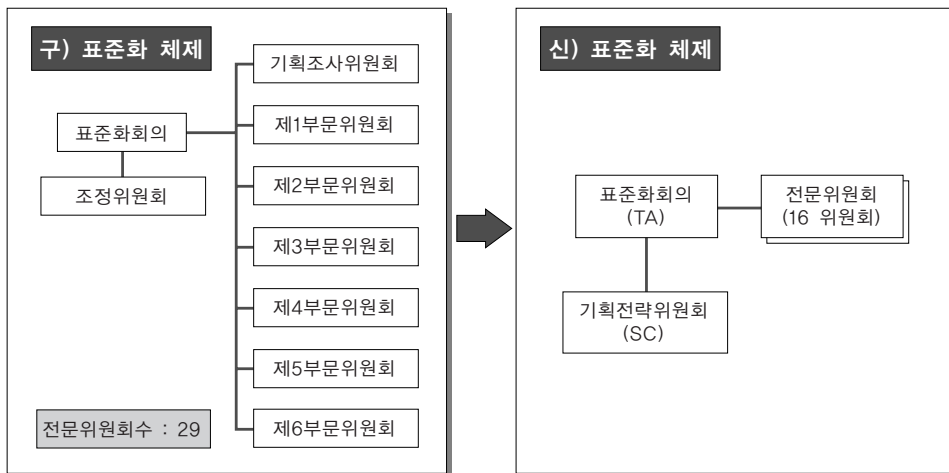 구) 표준화 체제
기획조사위원회
표준화회의
제1부문위원회
조정위원회
제2부문위원회
제3부문위원회
제4부문위원회
제5부문위원회
제6부문위원회
전문위원회수 : 29
신) 표준화 체제
표준화회의
(TA)
전문위원회
(16 위원회)
기획전략위원회
(SC)